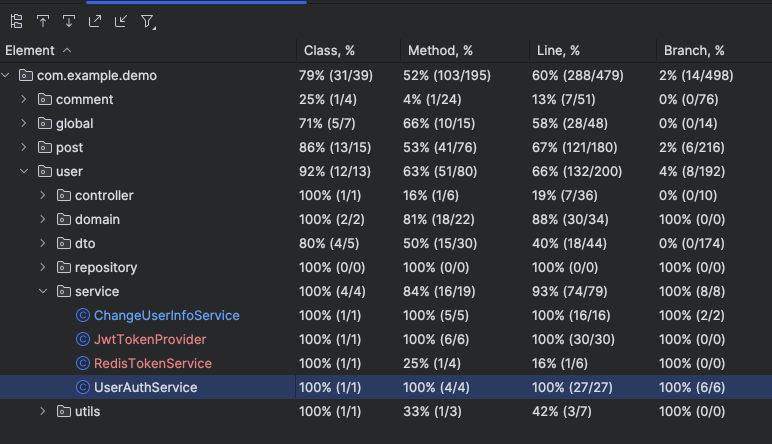 Element Class, % Method, % Line, % Branch, %
com.example.demo 79% (31/39) 52% (103/195) 60% (288/479) 2% (14/498)
comment 25% (1/4) 4% (1/24) 13% (7/51) 0% (0/76)
global 71% (5/7) 66% (10/15) 58% (28/48) 0% (0/14)
post 86% (13/15) 53% (41/76) 67% (121/180) 2% (6/216)
user 92% (12/13) 63% (51/80) 66% (132/200) 4% (8/192)
controller 100% (1/1) 16% (1/6) 19% (7/36) 0% (0/10)
domain 100% (2/2) 81% (18/22) 88% (30/34) 100% (0/0)
dto 80% (4/5) 50% (15/30) 40% (18/44) 0% (0/174)
repository 100% (0/0) 100% (0/0) 100% (0/0) 100% (0/0)
service 100% (4/4) 84% (16/19) 93% (74/79) 100% (8/8)
ChangeUserInfoService 100% (1/1) 100% (5/5) 100% (16/16) 100% (2/2)
JwtTokenProvider 100% (1/1) 100% (6/6) 100% (30/30) 100% (0/0)
RedisTokenService 100% (1/1) 25% (1/4) 16% (1/6) 100% (0/0)
UserAuthService 100% (1/1) 100% (4/4) 100% (27/27) 100% (6/6)
utils 100% (1/1) 33% (1/3) 42% (3/7) 100% (0/0)